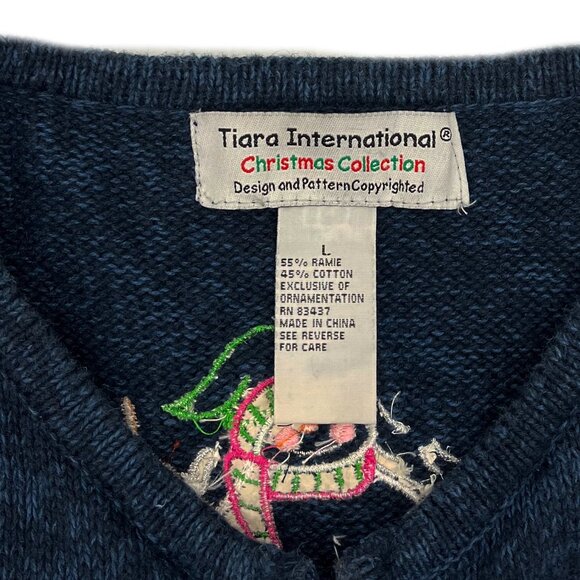 Tiara International®
Christmas Collection
Design and Pattern Copyrighted
L
55% RAMIE
45% COTTON
EXCLUSIVE OF
ORNAMENTATION
RN 83437
MADE IN CHINA
SEE REVERSE
FOR CARE